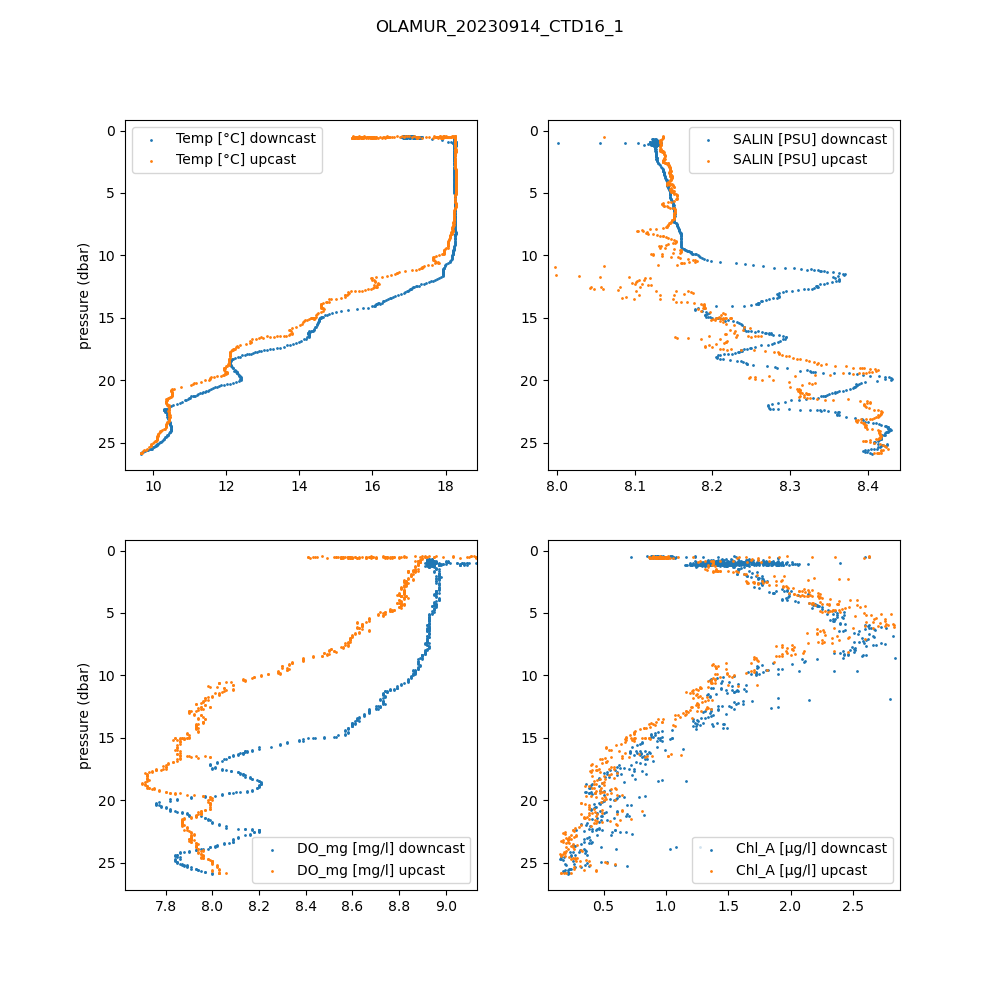 OLAMUR_20230914_CTD16_1
Temp [°C] downcast
Temp [°C] upcast
0
5
10
15
20
25
pressure (dbar)
10 12 14 16 18
SALIN [PSU] downcast
SALIN [PSU] upcast
0
5
10
15
20
25
8.0 8.1 8.2 8.3 8.4
0
5
10
15
20
25
pressure (dbar)
DO_mg [mg/l] downcast
DO_mg [mg/l] upcast
7.8 8.0 8.2 8.4 8.6 8.8 9.0
0
5
10
15
20
25
Chl_A [µg/l] downcast
Chl_A [µg/l] upcast
0.5 1.0 1.5 2.0 2.5